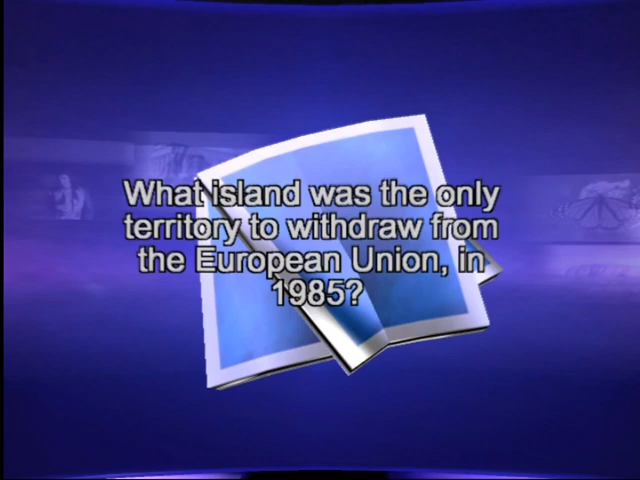 What island was the only
territory to withdraw from
the European Union, in
1985?